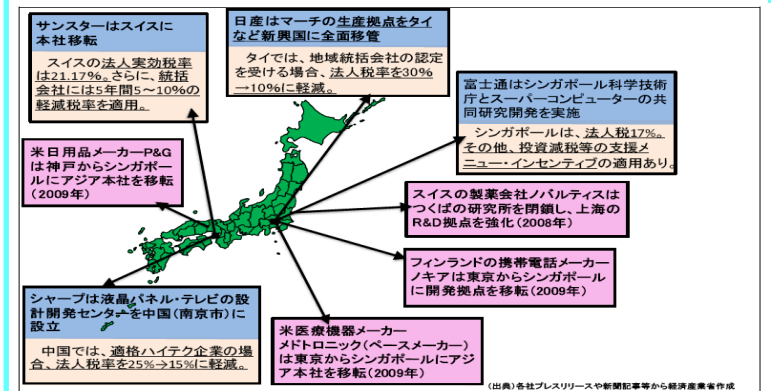 サンスターはスイスに
本社移転
スイスの法人実効税率
は21.17%。さらに、統括
会社には5年間5～10%の
軽減税率を適用。
日産はマーチの生産拠点をタイ
など新興国に全面移管
タイでは、地域統括会社の認定
を受ける場合、法人税率を30%
→10%に軽減。
富士通はシンガポール科学技術
庁とスーパーコンピューターの共
同研究開発を実施
シンガポールは、法人税17%。
その他、投資減税等の支援メ
ニュー・インセンティブの適用あり。
米日用品メーカーP&G
は神戸からシンガポー
ルにアジア本社を移転
(2009年)
スイスの製薬会社ノバルティスは
つくばの研究所を閉鎖し、上海の
R&D拠点を強化(2008年)
フィンランドの携帯電話メーカー
ノキアは東京からシンガポール
に開発拠点を移転(2009年)
シャープは液晶パネル・テレビの設
計開発センターを中国(南京市)に
設立
中国では、適格ハイテク企業の場
合、法人税率を25%→15%に軽減。
米医療機器メーカー
メドトロニック(ペースメーカー)
は東京からシンガポールにアジ
ア本社を移転(2009年)
(出典)各社プレスリリースや新聞記事等から経済産業省作成